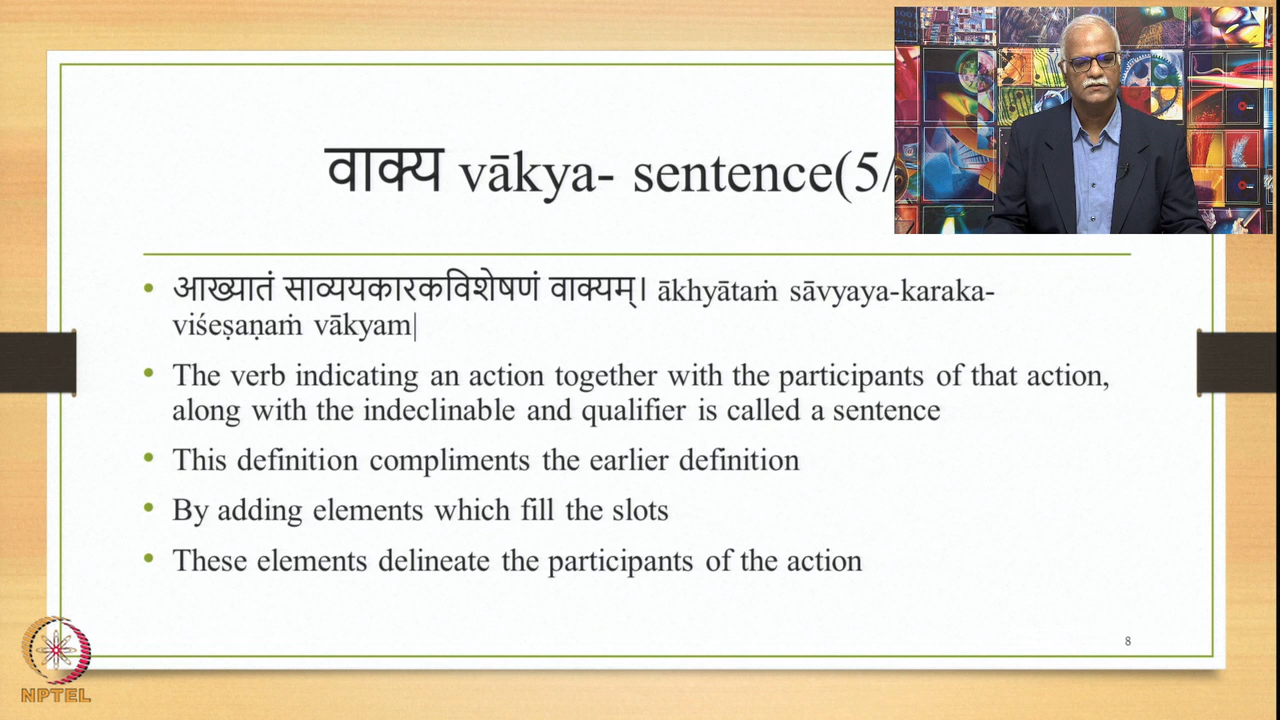 वाक्य vākya- sentence(5/
आख्यातं साव्ययकारकविशेषणं वाक्यम्। ākhyātaṁ sāvyaya-karaka-
viśeṣaṇaṁ vākyam|
The verb indicating an action together with the participants of that action,
along with the indeclinable and qualifier is called a sentence
This definition compliments the earlier definition
By adding elements which fill the slots
These elements delineate the participants of the action
8
NPTEL